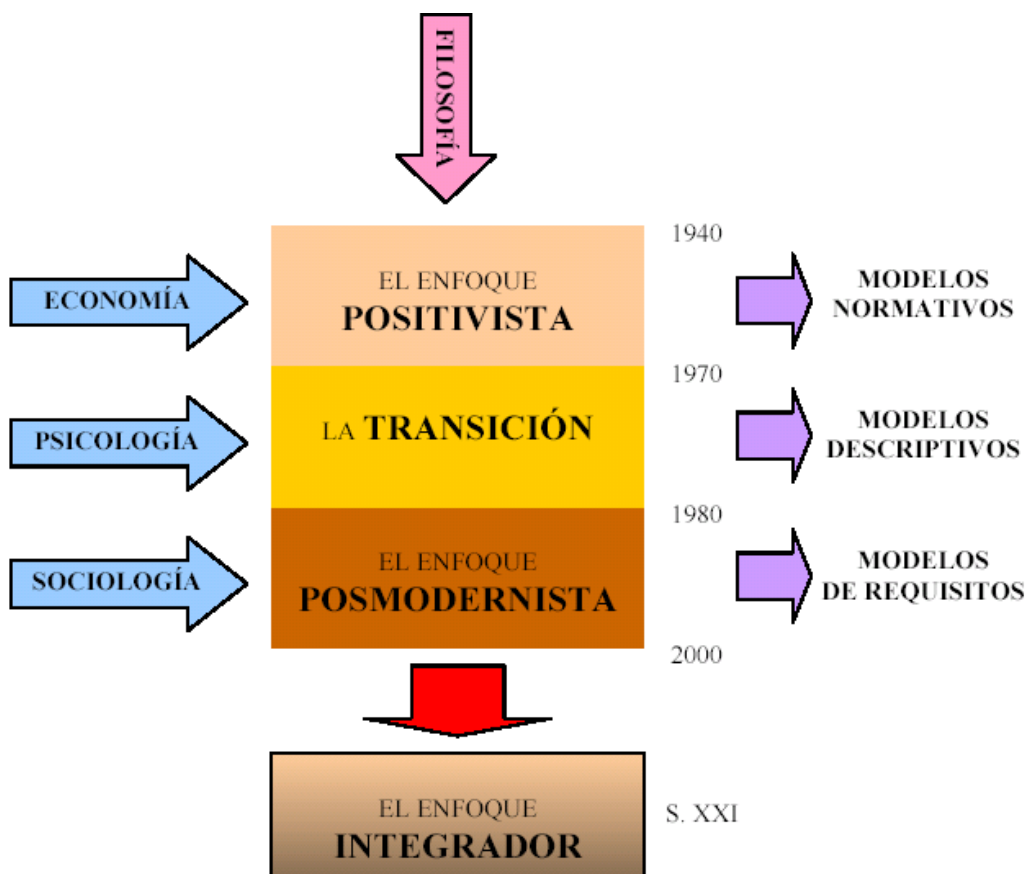 FILOSOFÍA
1940
ECONOMÍA
EL ENFOQUE
POSITIVISTA
MODELOS
NORMATIVOS
1970
PSICOLOGÍA
LA TRANSICIÓN
MODELOS
DESCRIPTIVOS
1980
SOCIOLOGÍA
EL ENFOQUE
POSMODERNISTA
MODELOS
DE REQUISITOS
2000
EL ENFOQUE
INTEGRADOR
S. XXI